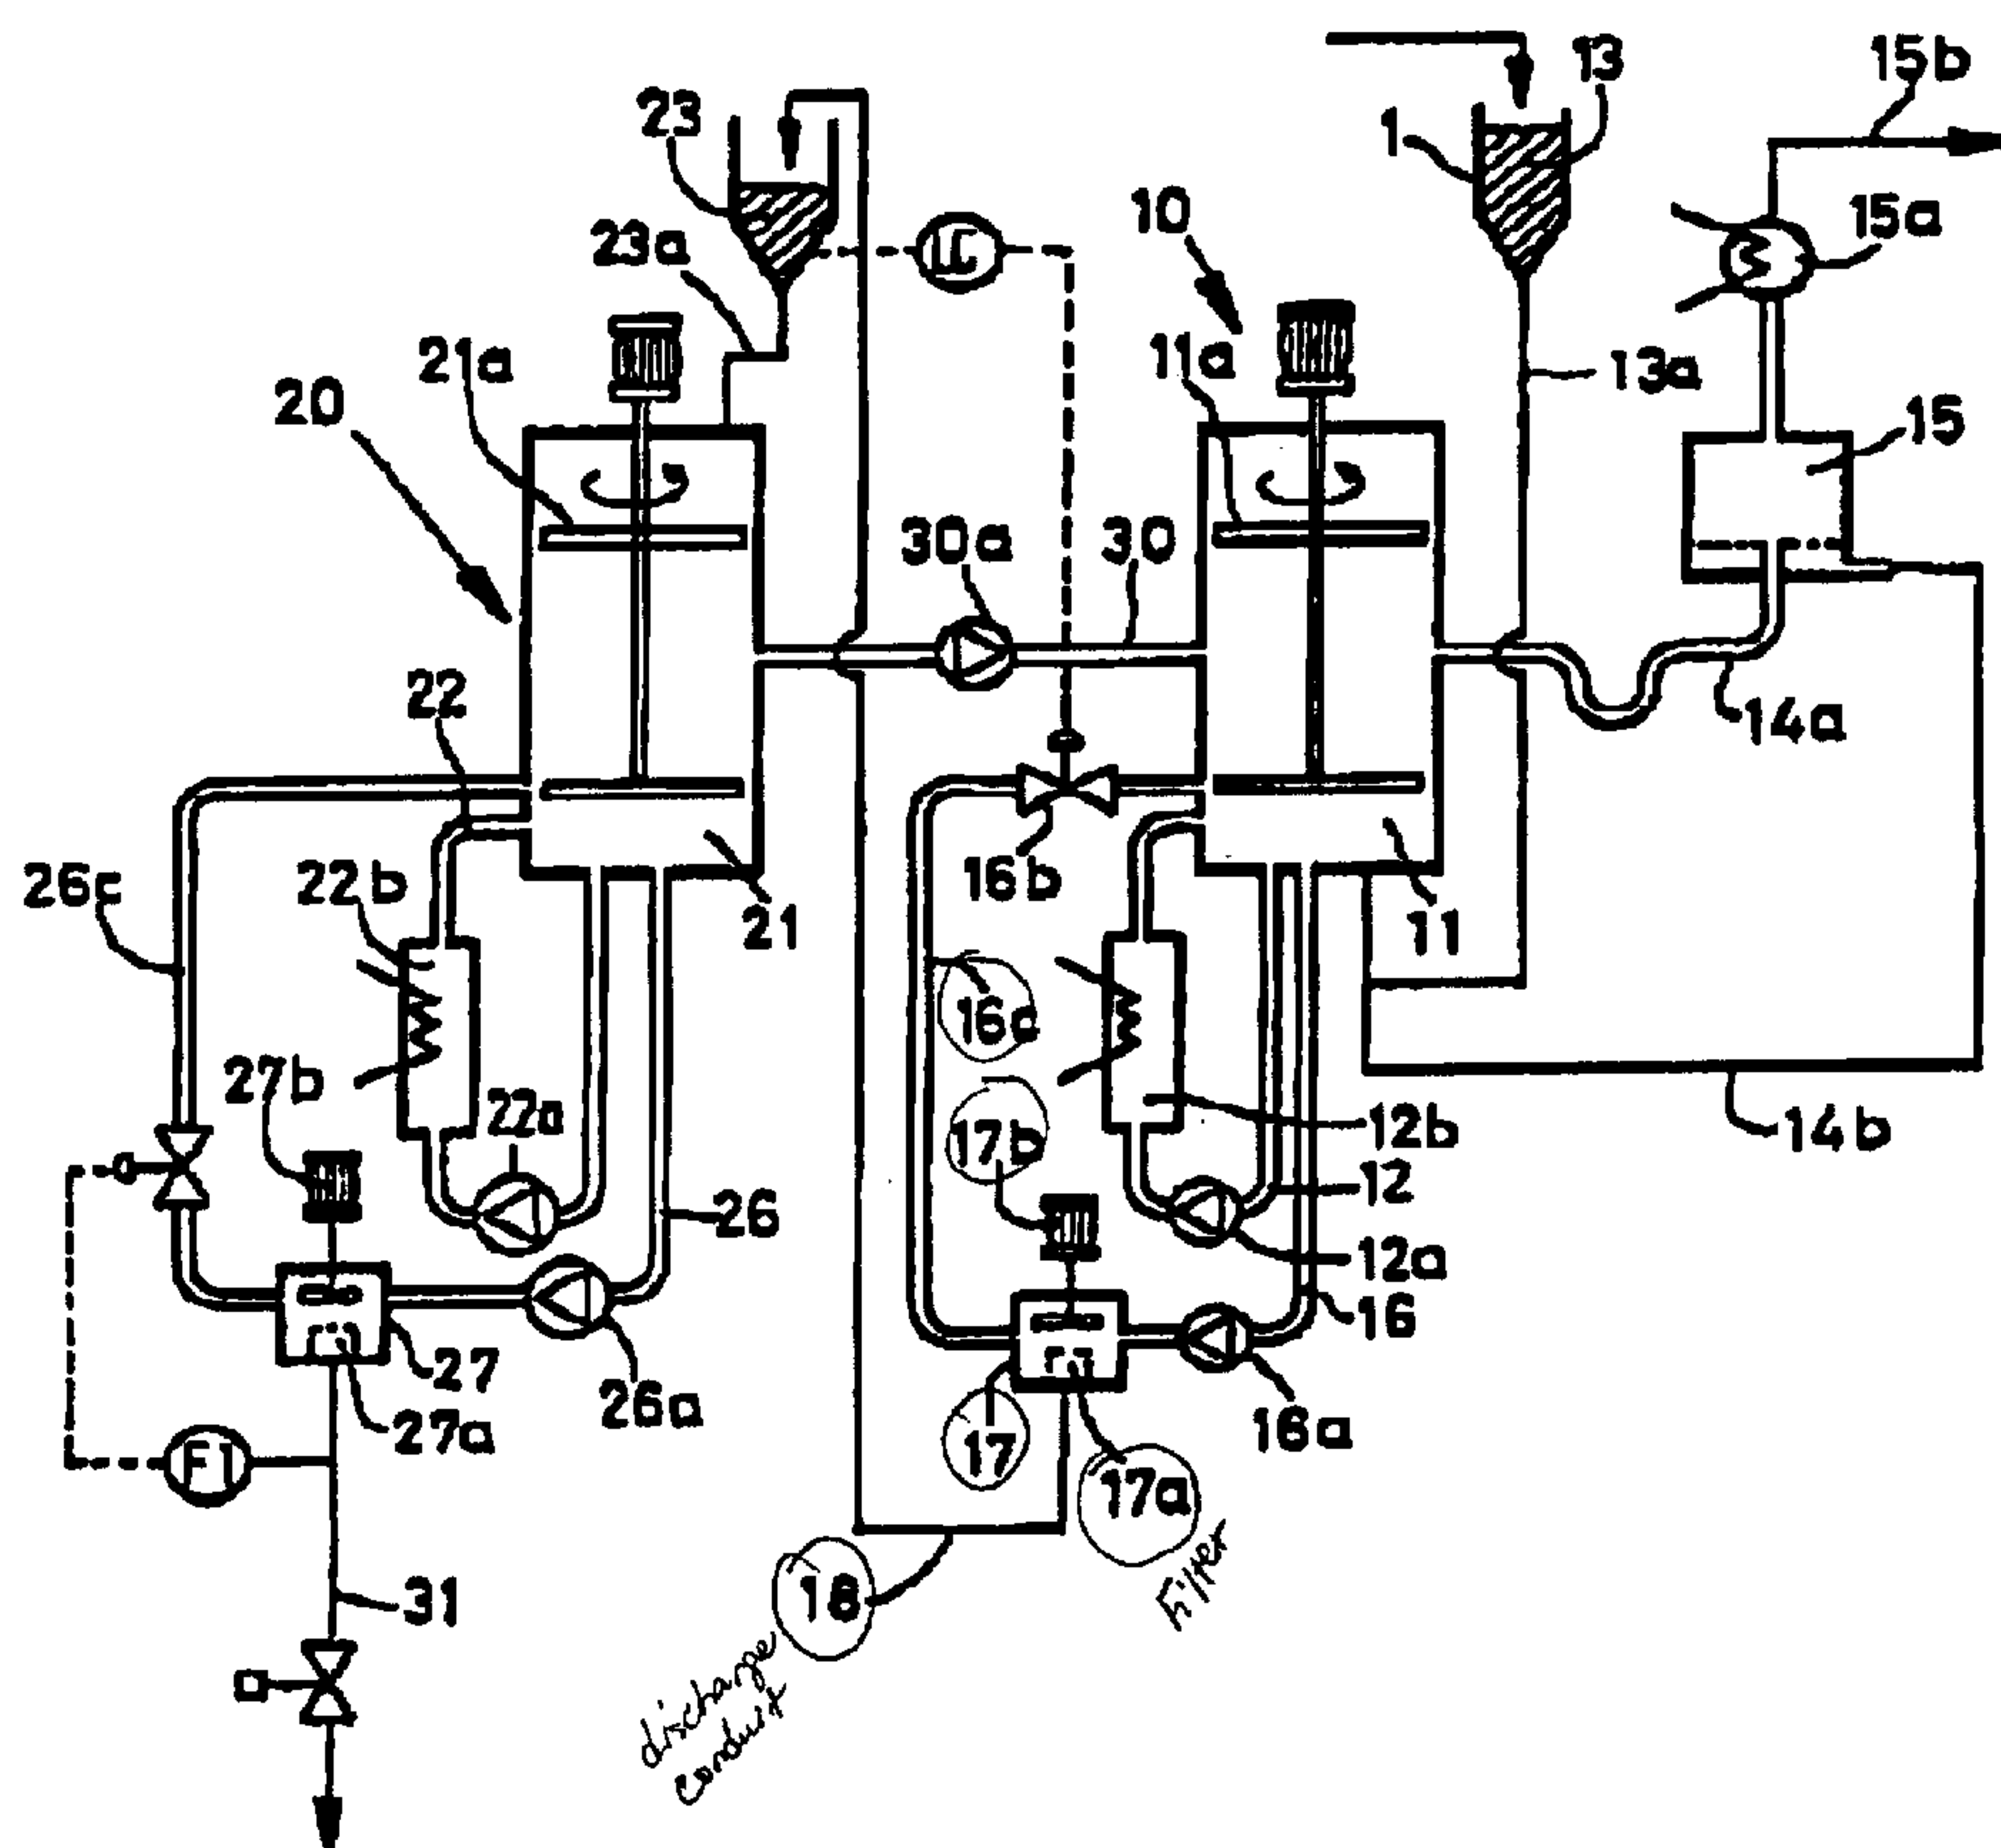 13
15b
23
1
10
15a
23a
LC
21a
11a
13a
20
15
30a
30
22
14a
26c
22b
16b
21
11
16c
27b
22a
17b
12b
14b
12
26
12a
16
27
27a
26a
17
16a
FI
17a
filter
18
31
discharge
conduit